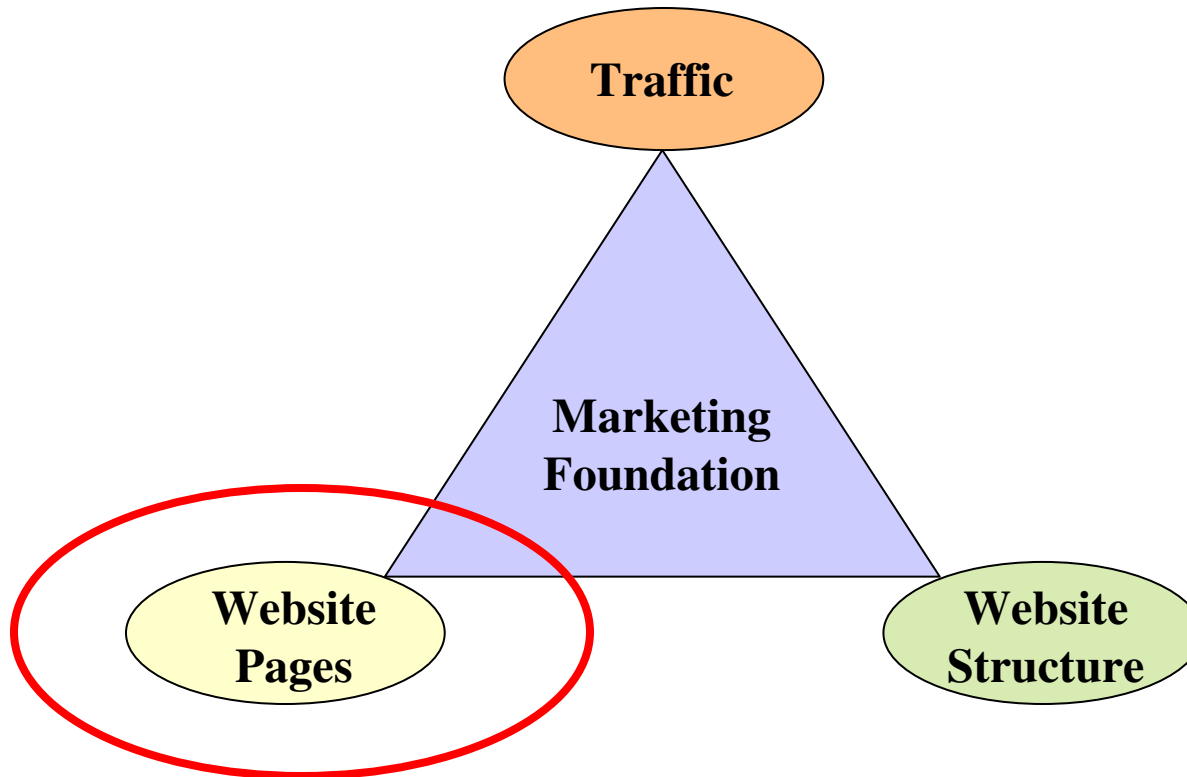 Traffic
Marketing
Foundation
Website
Pages
Website
Structure